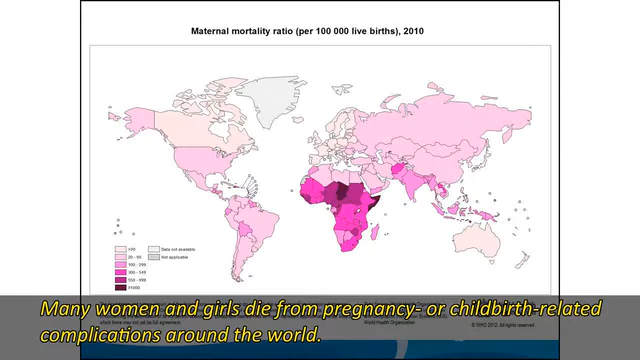 Maternal mortality ratio (per 100 000 live births), 2010
<20
20 - 99
100 - 299
300 - 549
550 - 999
≥1000
Data not available
Not applicable
World Health Organization
© WHO 2012. All rights reserved.
Many women and girls die from pregnancy- or childbirth-related
complications around the world.